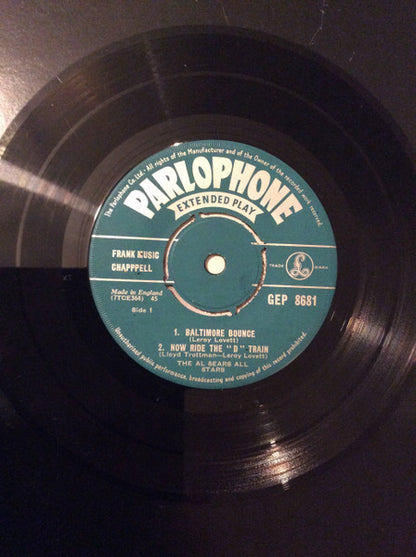 The Parlophone Co. Ltd. - All rights of the Manufacturer and of the Owner of the recorded work reserved.
PARLOPHONE
EXTENDED PLAY
FRANK MUSIC
CHAPPPELL
TRADE MARK
£
Made in England
(7TCE364) 45
Side 1
GEP 8681
1. BALTIMORE BOUNCE
(Leroy Lovett)
2. NOW RIDE THE "D" TRAIN
(Lloyd Trottman—Leroy Lovett)
THE AL SEARS ALL
STARS
Unauthorised public performance, broadcasting and copying of this record prohibited.